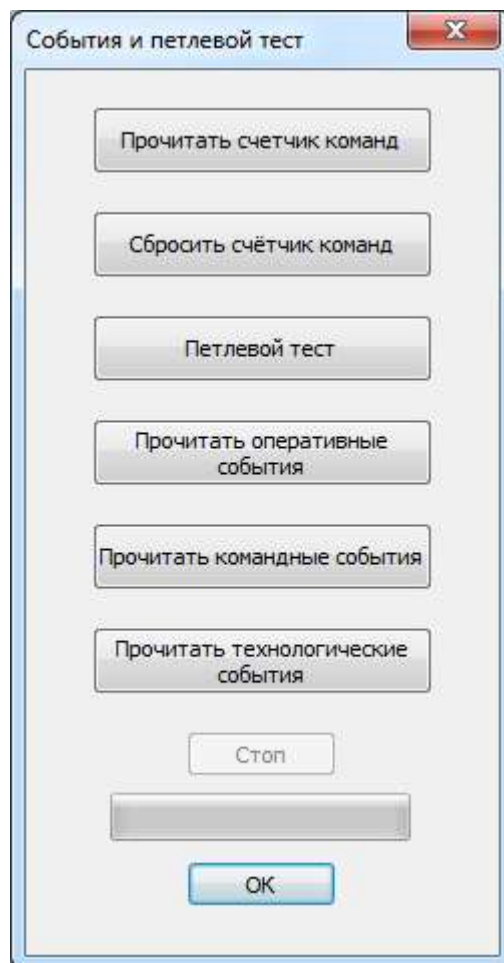 События и петлевой тест
Прочитать счетчик команд
Сбросить счётчик команд
Петлевой тест
Прочитать оперативные
события
Прочитать командные события
Прочитать технологические
события
Стоп
ОК